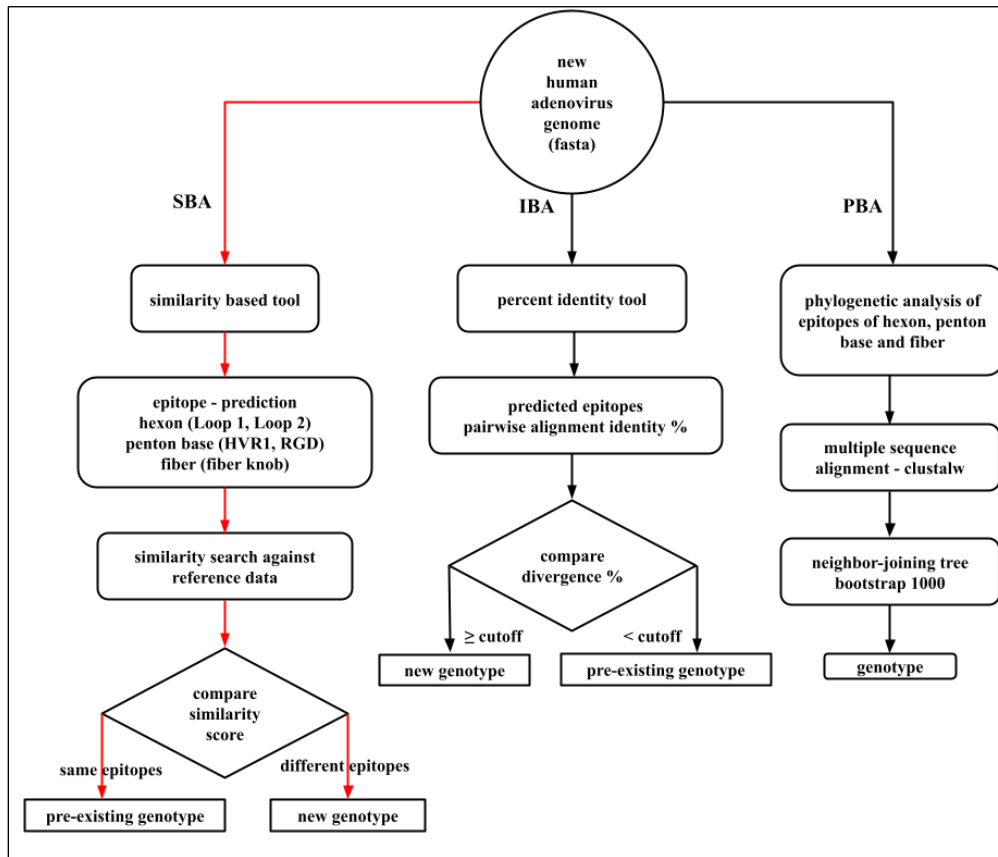 new
human
adenovirus
genome
(fasta)
SBA
IBA
PBA
similarity based tool
percent identity tool
phylogenetic analysis of
epitopes of hexon, penton
base and fiber
epitope - prediction
hexon (Loop 1, Loop 2)
penton base (HVR1, RGD)
fiber (fiber knob)
predicted epitopes
pairwise alignment identity %
multiple sequence
alignment - clustalw
similarity search against
reference data
compare
divergence %
neighbor-joining tree
bootstrap 1000
≥ cutoff
< cutoff
new genotype
pre-existing genotype
genotype
compare
similarity
score
same epitopes
different epitopes
pre-existing genotype
new genotype